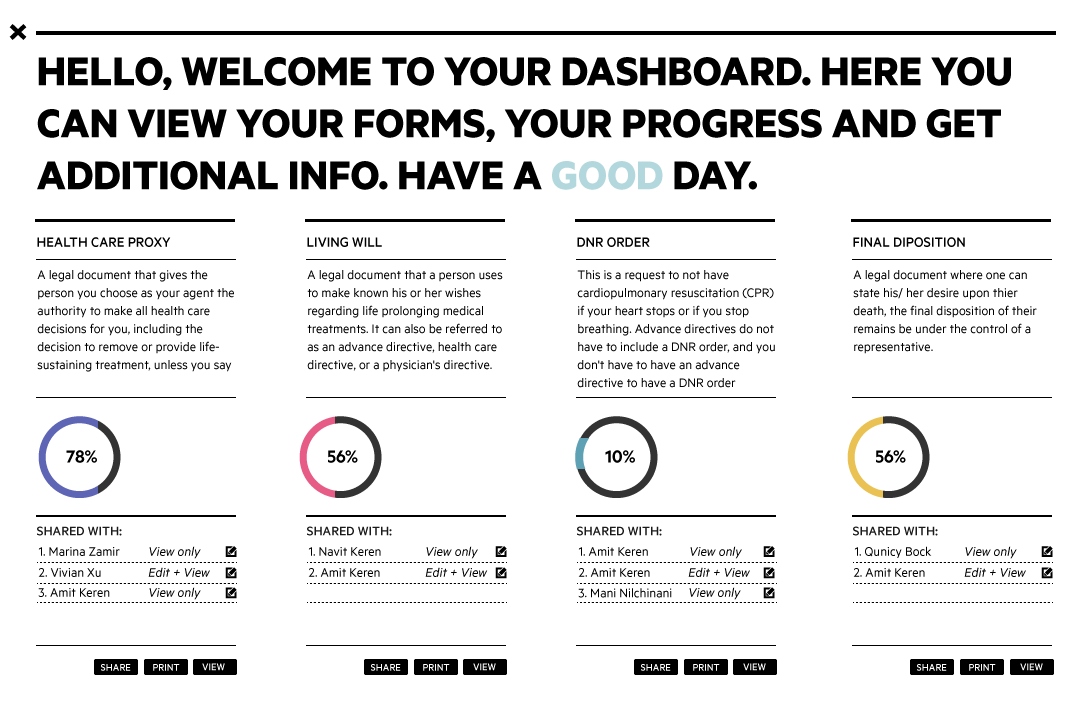 HELLO, WELCOME TO YOUR DASHBOARD. HERE YOU
CAN VIEW YOUR FORMS, YOUR PROGRESS AND GET
ADDITIONAL INFO. HAVE A GOOD DAY.
HEALTH CARE PROXY
A legal document that gives the
person you choose as your agent the
authority to make all health care
decisions for you, including the
decision to remove or provide life-
sustaining treatment, unless you say
78%
SHARED WITH:
1. Marina Zamir View only
2. Vivian Xu Edit + View
3. Amit Keren View only
SHARE PRINT VIEW
LIVING WILL
A legal document that a person uses
to make known his or her wishes
regarding life prolonging medical
treatments. It can also be referred to
as an advance directive, health care
directive, or a physician's directive.
56%
SHARED WITH:
1. Navit Keren View only
2. Amit Keren Edit + View
SHARE PRINT VIEW
DNR ORDER
This is a request to not have
cardiopulmonary resuscitation (CPR)
if your heart stops or if you stop
breathing. Advance directives do not
have to include a DNR order, and you
don't have to have an advance
directive to have a DNR order
10%
SHARED WITH:
1. Amit Keren View only
2. Amit Keren Edit + View
3. Mani Nilchinani View only
SHARE PRINT VIEW
FINAL DIPOSITION
A legal document where one can
state his/ her desire upon thier
death, the final disposition of their
remains be under the control of a
representative.
56%
SHARED WITH:
1. Qunicy Bock View only
2. Amit Keren Edit + View
SHARE PRINT VIEW